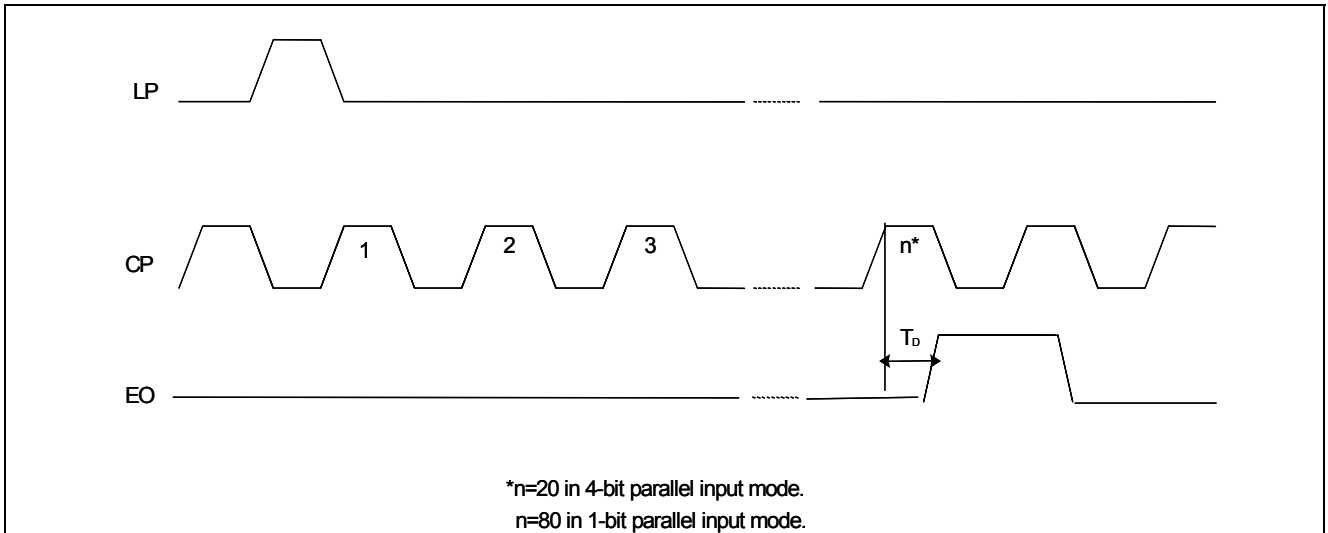 LP
CP
1
2
3
n*
TD
EO
*n=20 in 4-bit parallel input mode.
n=80 in 1-bit parallel input mode.